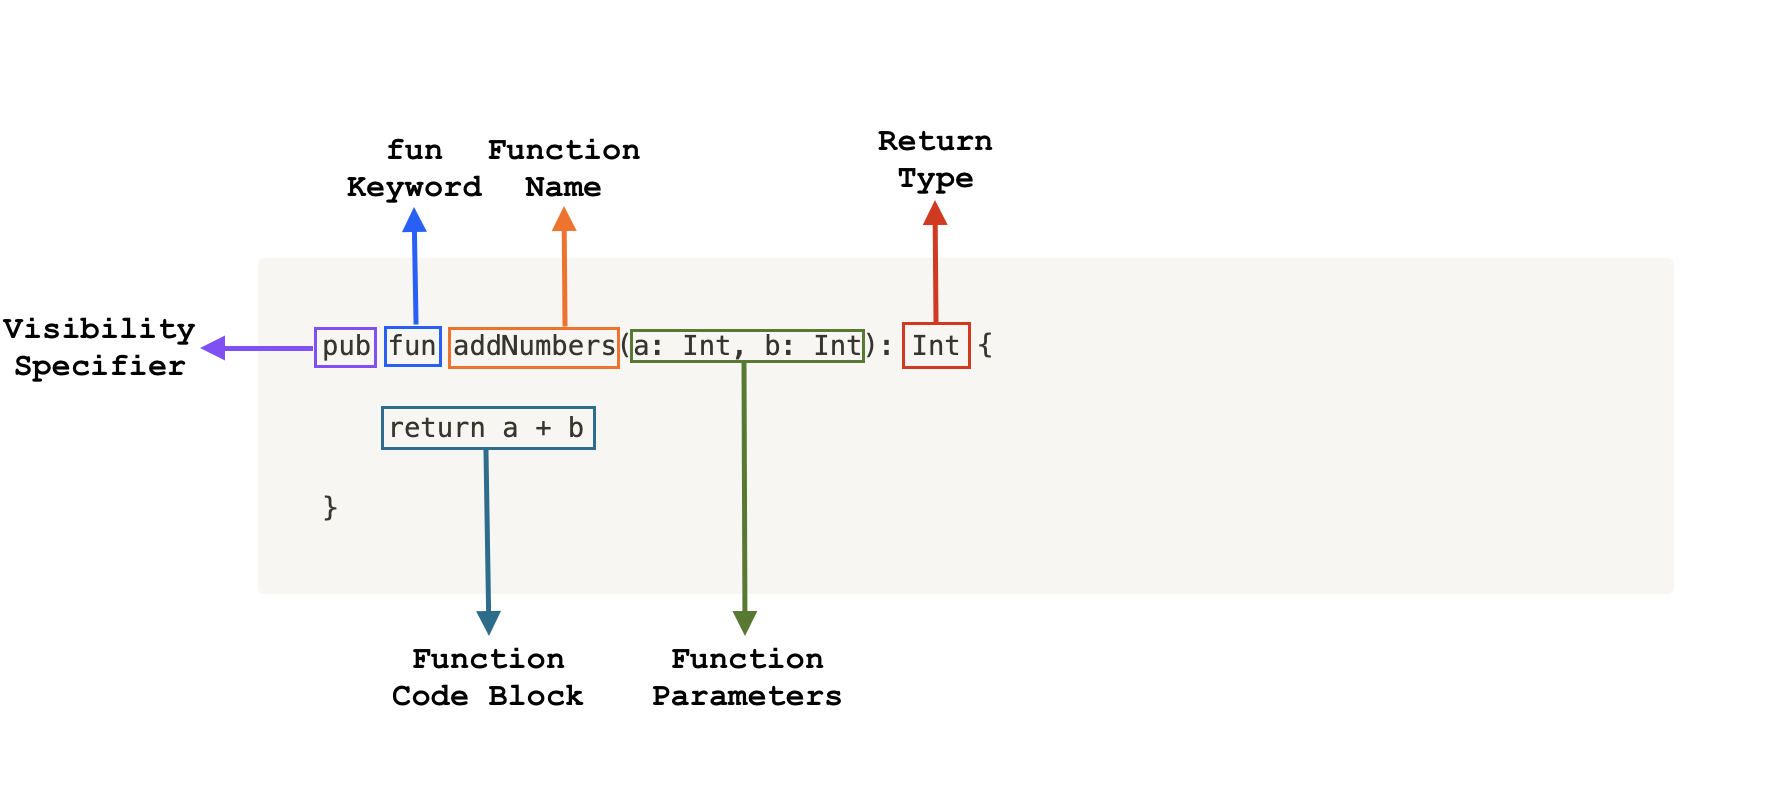 fun
Keyword
Function
Name
Return
Type
Visibility
Specifier
pub fun addNumbers(a: Int, b: Int): Int {
return a + b
}
Function
Code Block
Function
Parameters